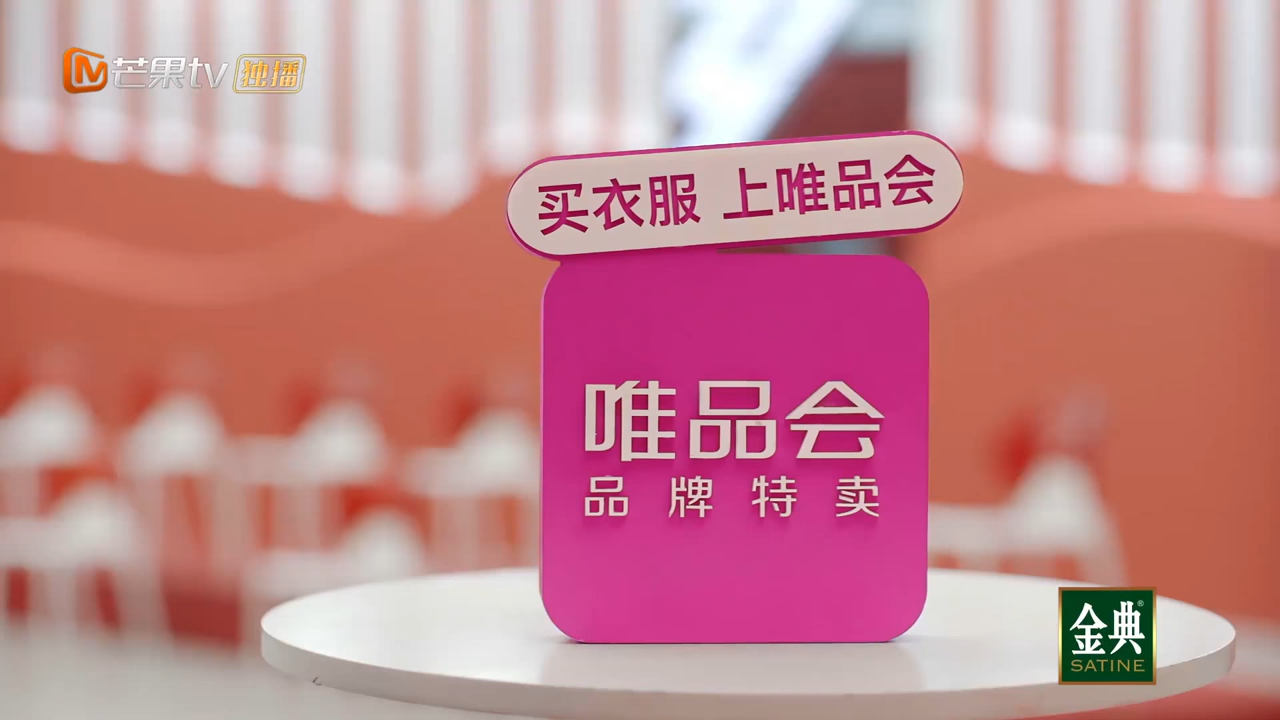 芒果tv 独播
买衣服 上唯品会
唯品会
品牌特卖
金典®
SATINE